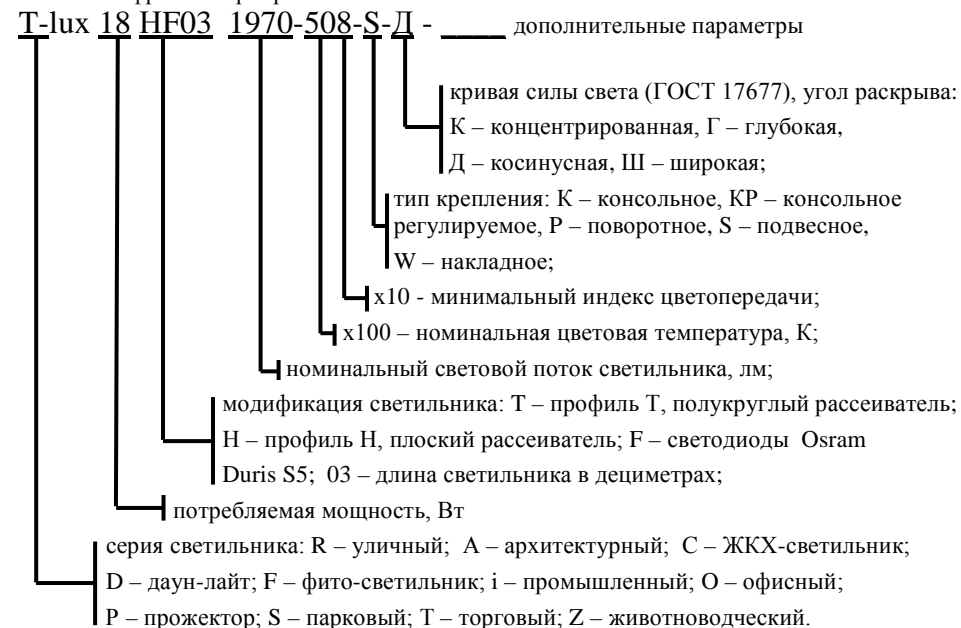 T-lux 18 HF03 1970-508-S-Д - ____ дополнительные параметры
кривая силы света (ГОСТ 17677), угол раскрыва:
К – концентрированная, Г – глубокая,
Д – косинусная, Ш – широкая;
тип крепления: К – консольное, КР – консольное
регулируемое, Р – поворотное, S – подвесное,
W – накладное;
х10 - минимальный индекс цветопередачи;
х100 – номинальная цветовая температура, К;
номинальный световой поток светильника, лм;
модификация светильника: Т – профиль Т, полукруглый рассеиватель;
Н – профиль Н, плоский рассеиватель; F – светодиоды Osram
Duris S5; 03 – длина светильника в дециметрах;
потребляемая мощность, Вт
серия светильника: R – уличный; А – архитектурный; С – ЖКХ-светильник;
D – даун-лайт; F – фито-светильник; i – промышленный; О – офисный;
Р – прожектор; S – парковый; Т – торговый; Z – животноводческий.